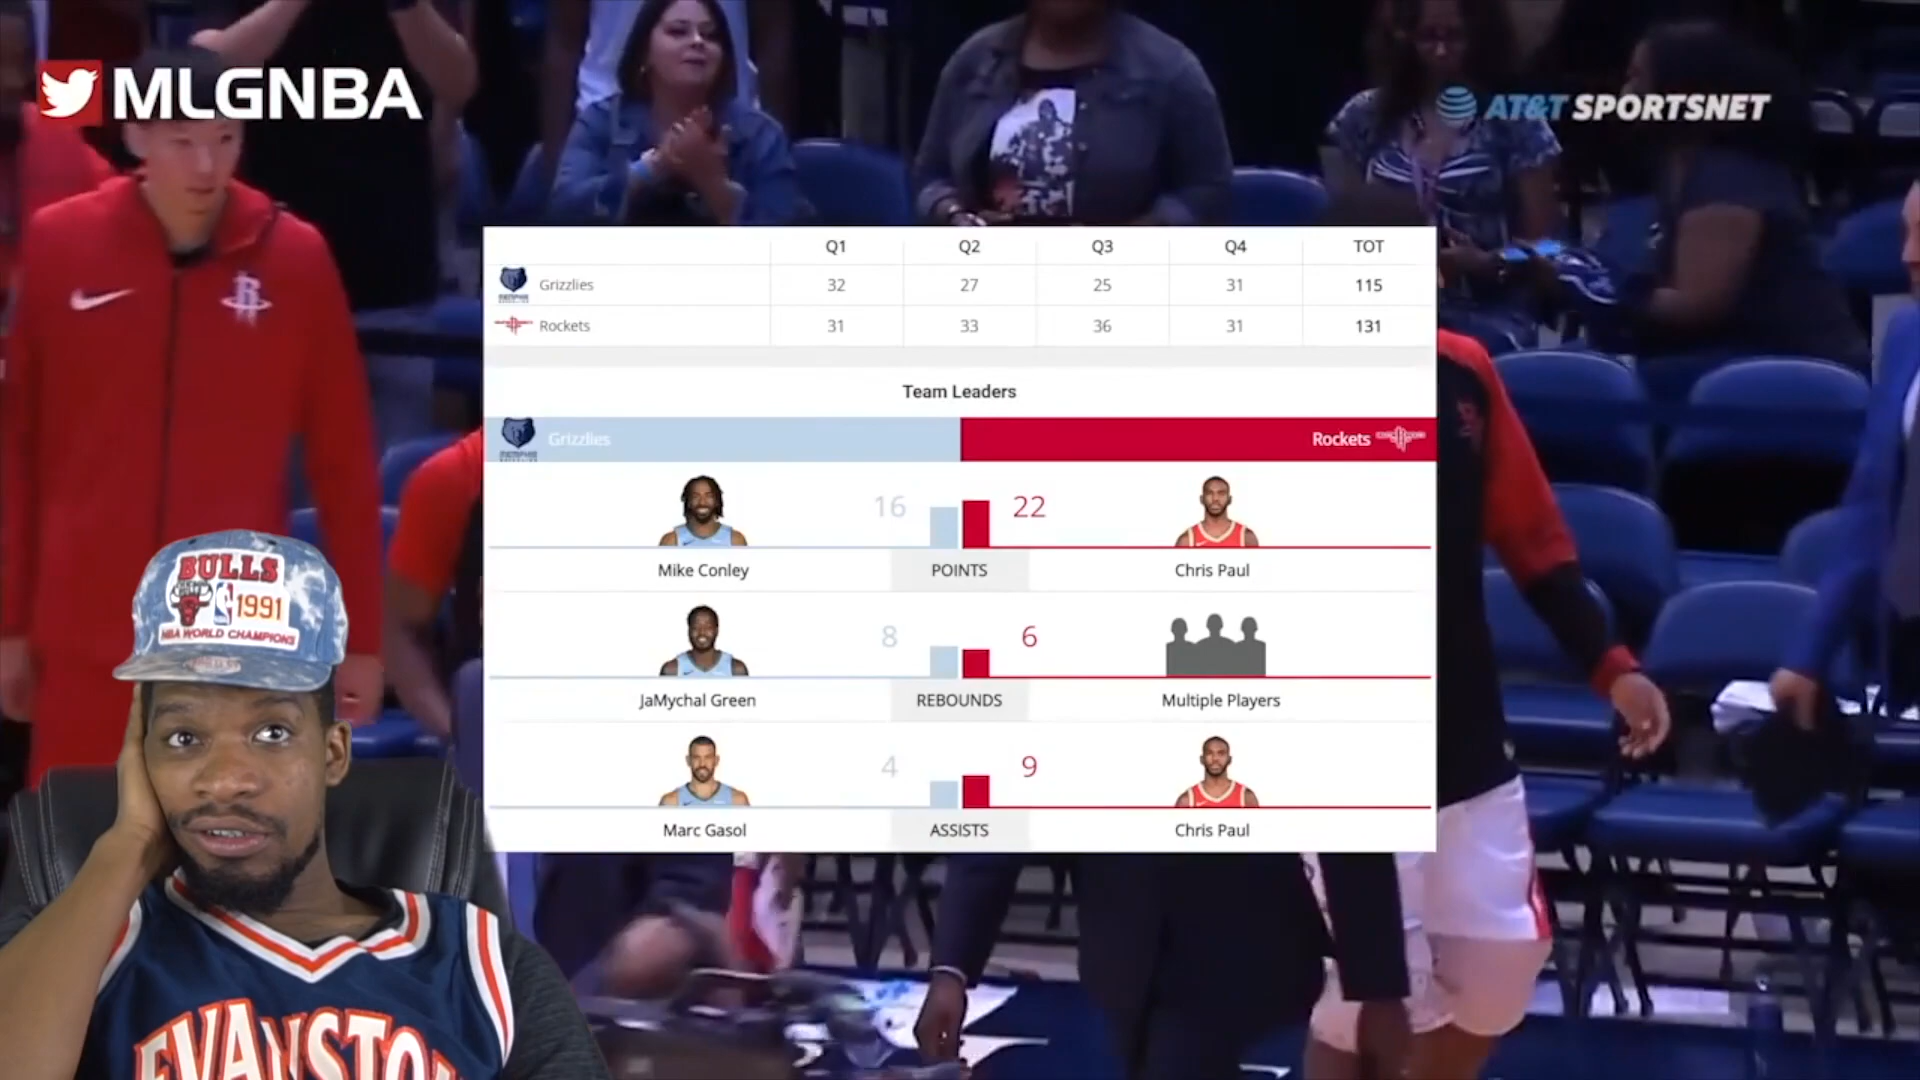 MLGNBA
AT&T SPORTSNET
Q1 Q2 Q3 Q4 TOT
Grizzlies 32 27 25 31 115
Rockets 31 33 36 31 131
Team Leaders
Grizzlies Rockets
16 22
Mike Conley POINTS Chris Paul
8 6
JaMychal Green REBOUNDS Multiple Players
4 9
Marc Gasol ASSISTS Chris Paul
BULLS
1991
NBA WORLD CHAMPIONS
EVANSTO